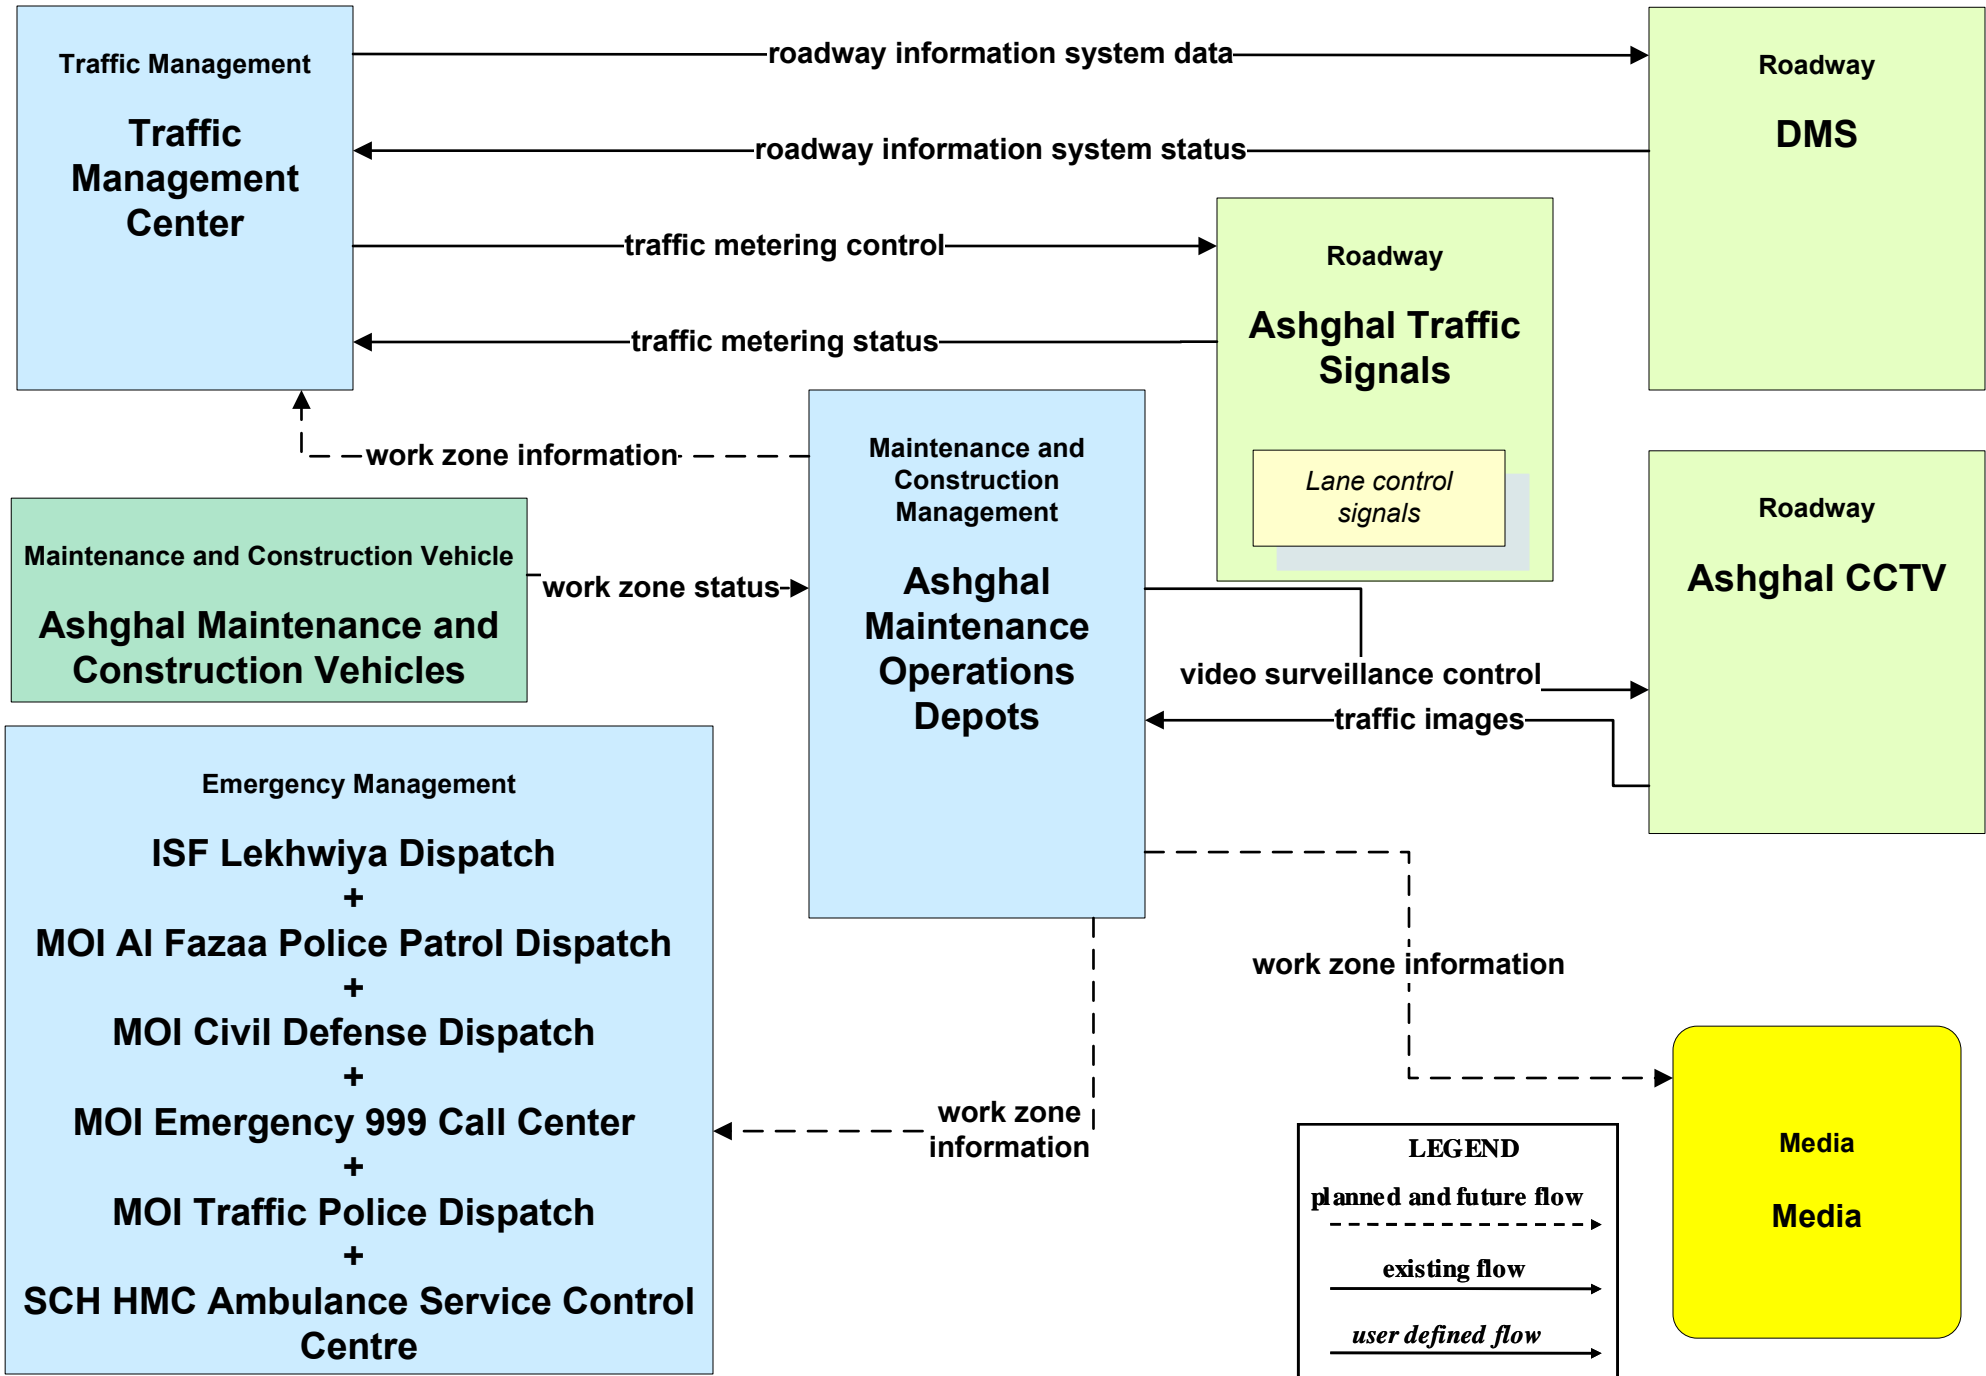 Traffic Management
Traffic
Management
Center
roadway information system data
roadway information system status
traffic metering control
traffic metering status
Roadway
DMS
Roadway
Ashghal Traffic
Signals
Lane control
signals
work zone information
Maintenance and
Construction
Management
Ashghal
Maintenance
Operations
Depots
Roadway
Ashghal CCTV
Maintenance and Construction Vehicle
Ashghal Maintenance and
Construction Vehicles
work zone status
video surveillance control
traffic images
Emergency Management
ISF Lekhwiya Dispatch
+
MOI Al Fazaa Police Patrol Dispatch
+
MOI Civil Defense Dispatch
+
MOI Emergency 999 Call Center
+
MOI Traffic Police Dispatch
+
SCH HMC Ambulance Service Control
Centre
work zone information
work zone
information
LEGEND
planned and future flow
existing flow
user defined flow
Media
Media